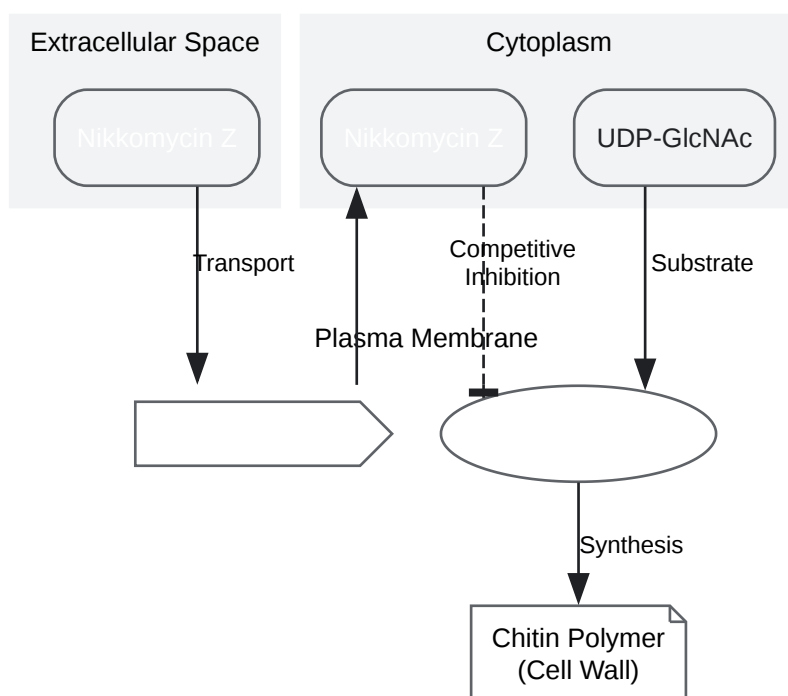 Extracellular Space
Cytoplasm
Nikkomycin Z
Nikkomycin Z
UDP-GlcNAc
Transport
Competitive
Inhibition
Substrate
Plasma Membrane
Synthesis
Chitin Polymer
(Cell Wall)